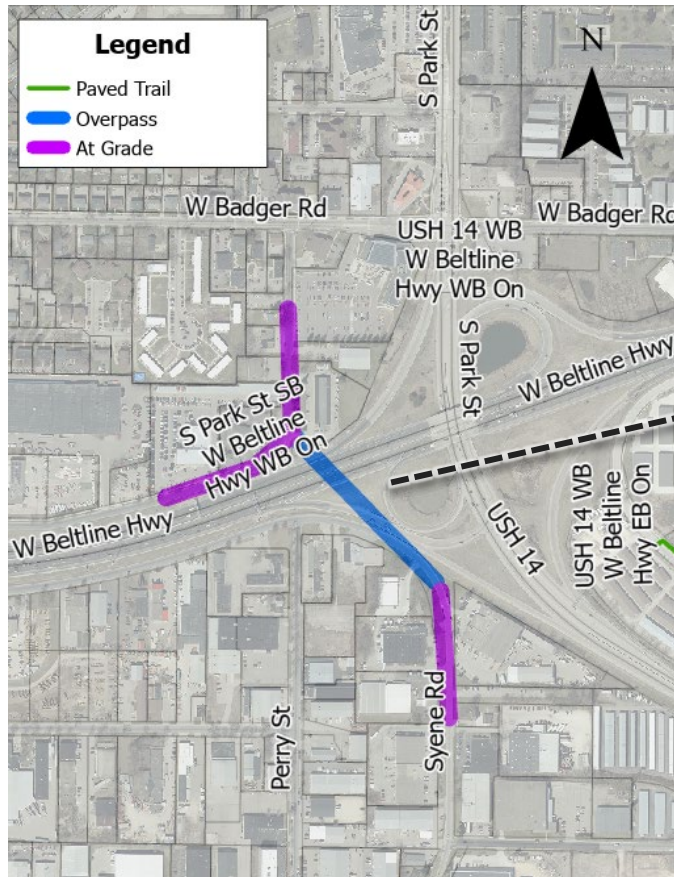 Legend
Paved Trail
Overpass
At Grade
N
S Park St
W Badger Rd
W Badger Rd
USH 14 WB
W Beltline
Hwy WB On
S Park St
W Beltline Hwy
S Park St SB
W Beltline
Hwy WB On
W Beltline Hwy
USH 14
USH 14 WB
W Beltline
Hwy EB On
Perry St
Syene Rd